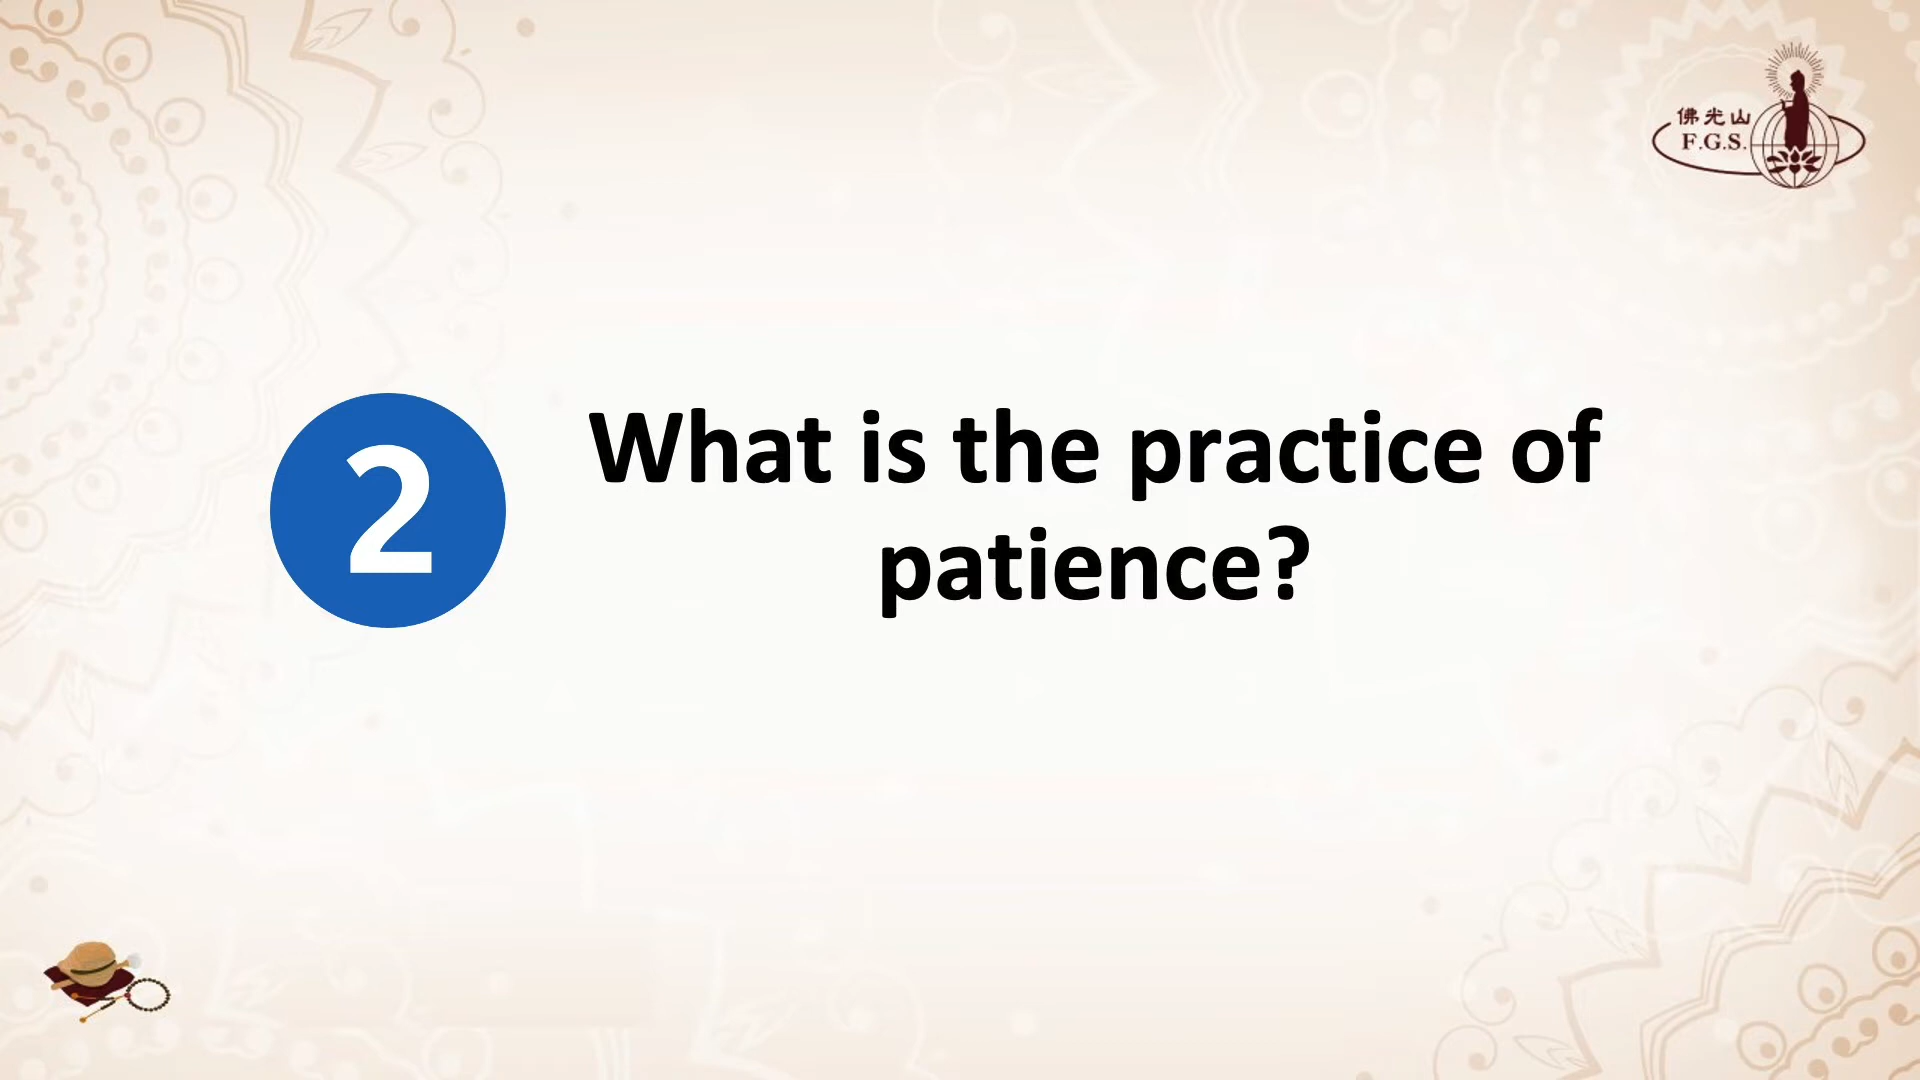 佛光山
F.G.S.
2
What is the practice of
patience?